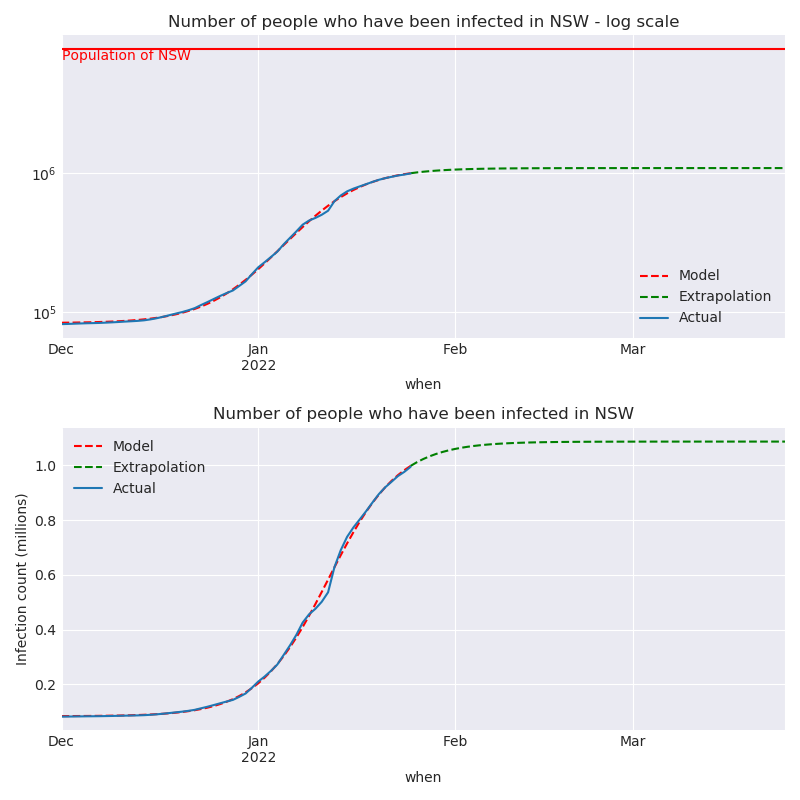 Number of people who have been infected in NSW - log scale
Population of NSW
10^6
10^5
Model
Extrapolation
Actual
Dec Jan Feb Mar
2022
when
Number of people who have been infected in NSW
Infection count (millions)
Model
Extrapolation
Actual
1.0
0.8
0.6
0.4
0.2
Dec Jan Feb Mar
2022
when